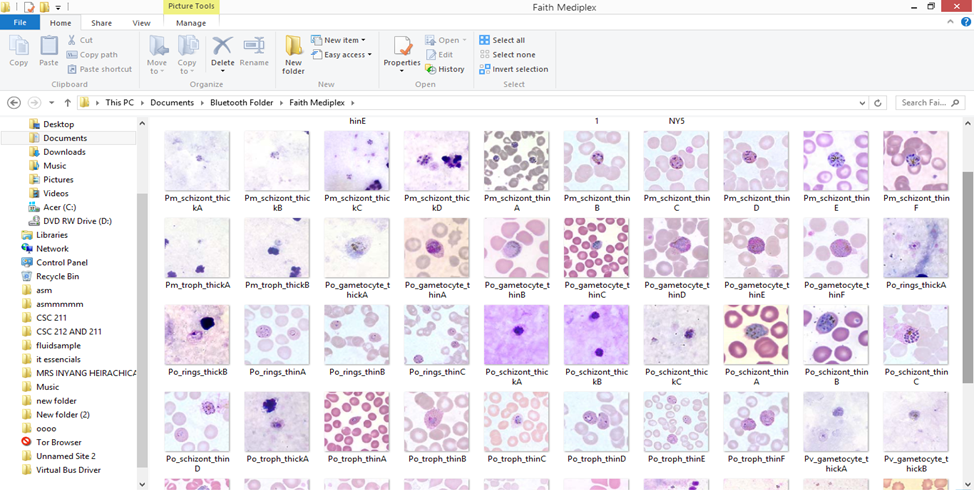 Picture Tools
Faith Mediplex
File
Home
Share
View
Manage
Copy
Paste
Cut
Copy path
Paste shortcut
Clipboard
Move to
Copy to
Delete
Rename
Organize
New folder
New item
Easy access
New
Properties
Open
Edit
History
Open
Select all
Select none
Invert selection
Select
This PC
Documents
Bluetooth Folder
Faith Mediplex
Search Fai...
Desktop
Documents
Downloads
Music
Pictures
Videos
Acer (C:)
DVD RW Drive (D:)
Libraries
Network
Control Panel
Recycle Bin
asm
asmmmmm
CSC 211
CSC 212 AND 211
fluidsample
it essencials
MRS INYANG HEIRACHICA
Music
new folder
New folder (2)
oooo
Tor Browser
Unnamed Site 2
Virtual Bus Driver
hinE
1
NY5
Pm_schizont_thickA
Pm_schizont_thickB
Pm_schizont_thickC
Pm_schizont_thickD
Pm_schizont_thinA
Pm_schizont_thinB
Pm_schizont_thinC
Pm_schizont_thinD
Pm_schizont_thinE
Pm_schizont_thinF
Pm_troph_thickA
Pm_troph_thickB
Po_gametocyte_thickA
Po_gametocyte_thinA
Po_gametocyte_thinB
Po_gametocyte_thinC
Po_gametocyte_thinD
Po_gametocyte_thinE
Po_gametocyte_thinF
Po_rings_thickA
Po_rings_thickB
Po_rings_thinA
Po_rings_thinB
Po_rings_thinC
Po_schizont_thickA
Po_schizont_thickB
Po_schizont_thickC
Po_schizont_thinA
Po_schizont_thinB
Po_schizont_thinC
Po_schizont_thinD
Po_troph_thickA
Po_troph_thinA
Po_troph_thinB
Po_troph_thinC
Po_troph_thinD
Po_troph_thinE
Po_troph_thinF
Pv_gametocyte_thickA
Pv_gametocyte_thickB